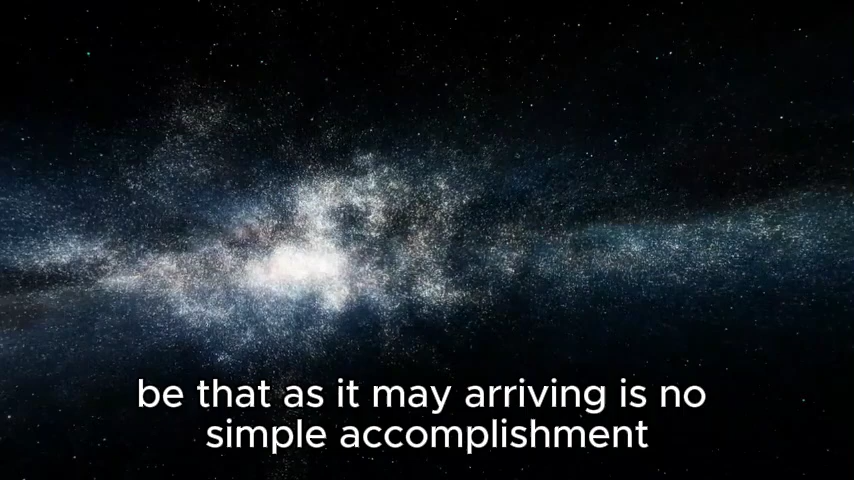 be that as it may arriving is no
simple accomplishment